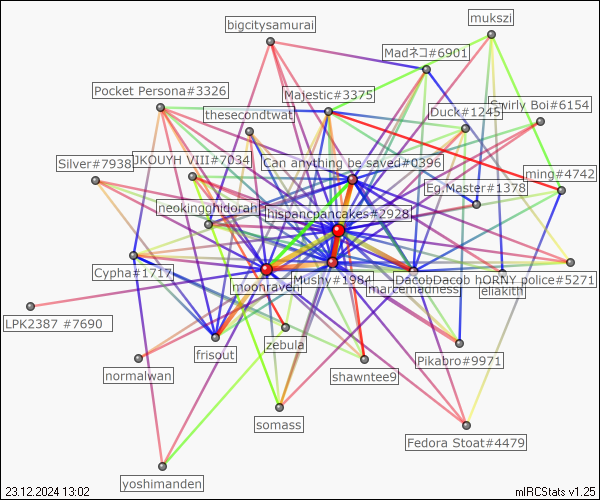 bigcitysamurai
mukszi
Madネコ#6901
Pocket Persona#3326
Majestic#3375
thesecondtwat
Duck#1245
Swirly Boi#6154
Silver#7938
JKOUYH VIII#7034
Can anything be saved#0396
ming#4742
Eg.Master#1378
neokingghidorah
hispancpancakes#2928
Cypha#1717
moonraven
Mushy#1984
marcemadness
DacobDacob
hORNY police#5271
eliakith
LPK2387 #7690
frisout
zebula
normalwan
shawntee9
Pikabro#9971
somass
Fedora Stoat#4479
yoshimanden
23.12.2024 13:02
mIRCStats v1.25